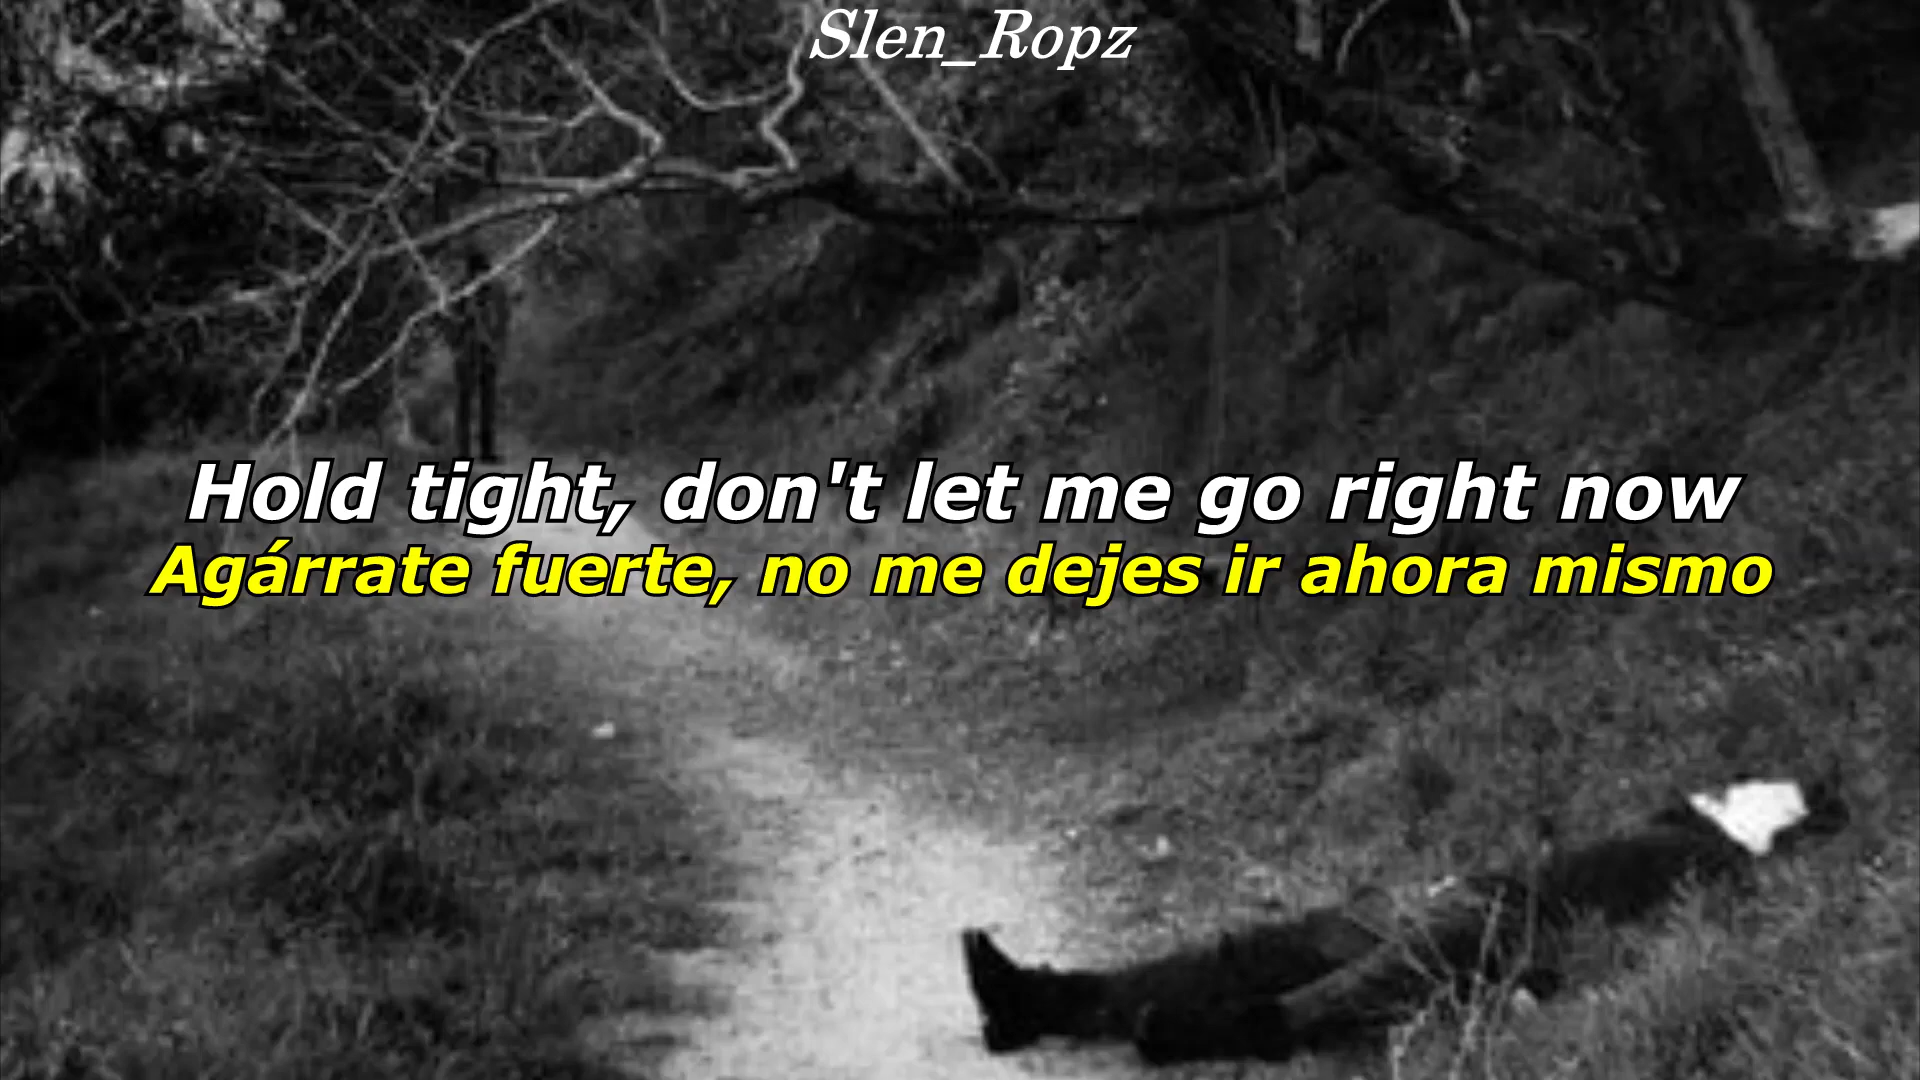 Slen_Ropz
Hold tight, don't let me go right now
Agárrate fuerte, no me dejes ir ahora mismo